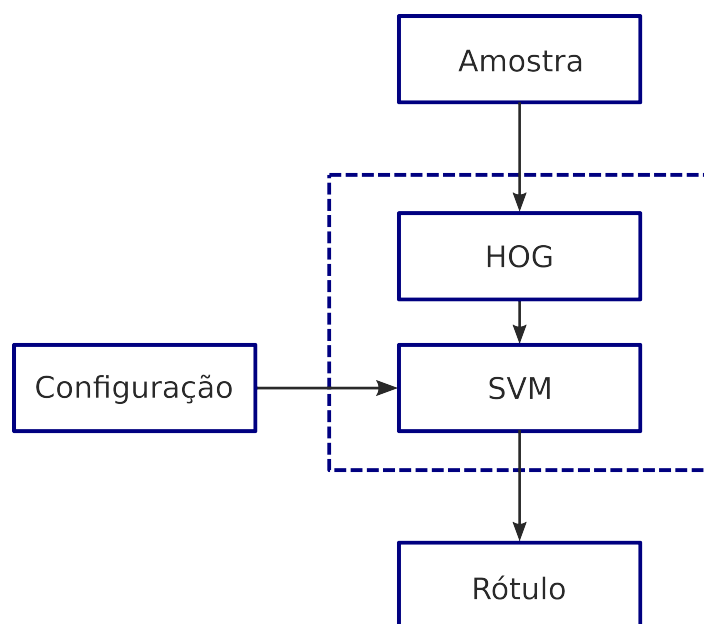 Amostra
HOG
Configuração
SVM
Rótulo